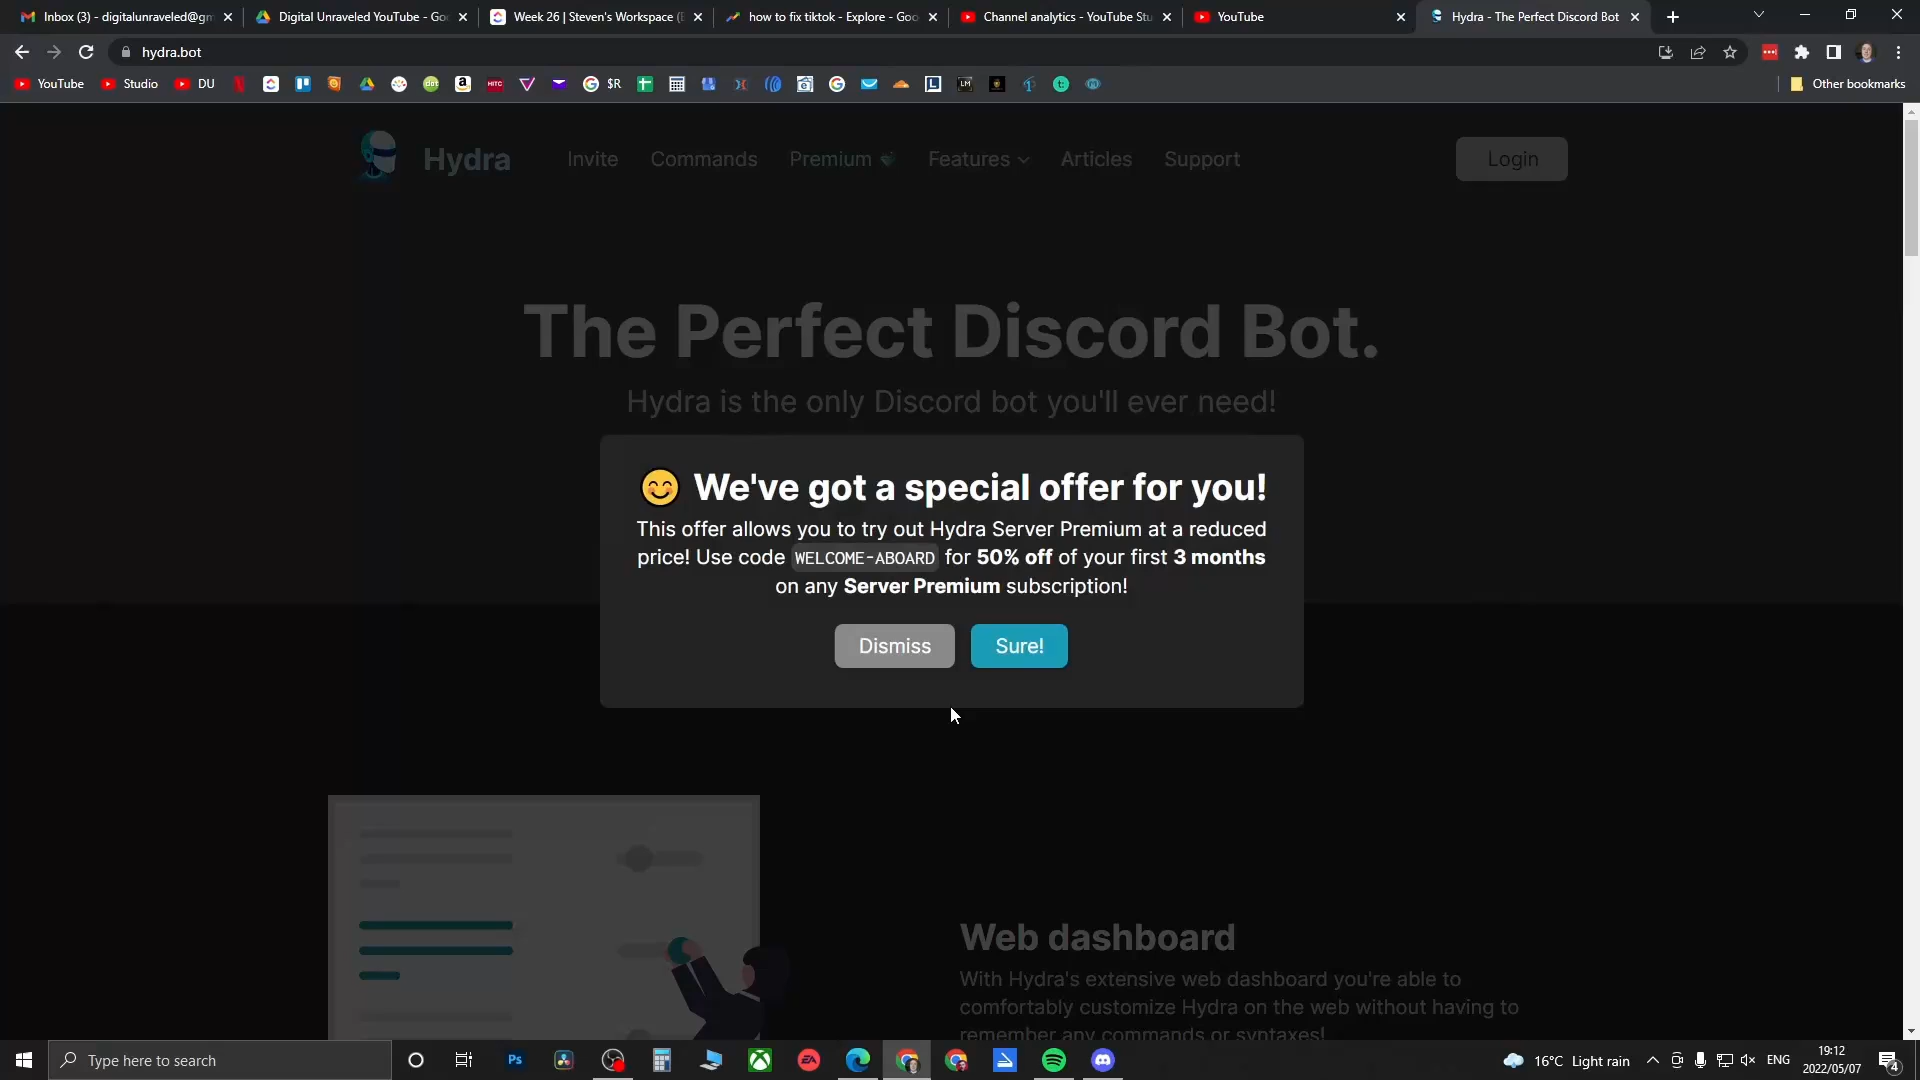 Inbox (3) - digitalunraveled@gm
Digital Unraveled YouTube - Goo
Week 26 | Steven's Workspace (E
how to fix tiktok - Explore - Goo
Channel analytics - YouTube Stu
YouTube
Hydra - The Perfect Discord Bot
hydra.bot
YouTube
Studio
DU
dot
a
HITC
$R
LM
Other bookmarks
Hydra
Invite
Commands
Premium
Features
Articles
Support
Login
The Perfect Discord Bot.
Hydra is the only Discord bot you'll ever need!
We've got a special offer for you!
This offer allows you to try out Hydra Server Premium at a reduced
price! Use code WELCOME-ABOARD for 50% off of your first 3 months
on any Server Premium subscription!
Dismiss
Sure!
Web dashboard
With Hydra's extensive web dashboard you're able to
comfortably customize Hydra on the web without having to
remember any commands or syntaxes!
Type here to search
Ps
EA
16°C Light rain
ENG
19:12
2022/05/07
4